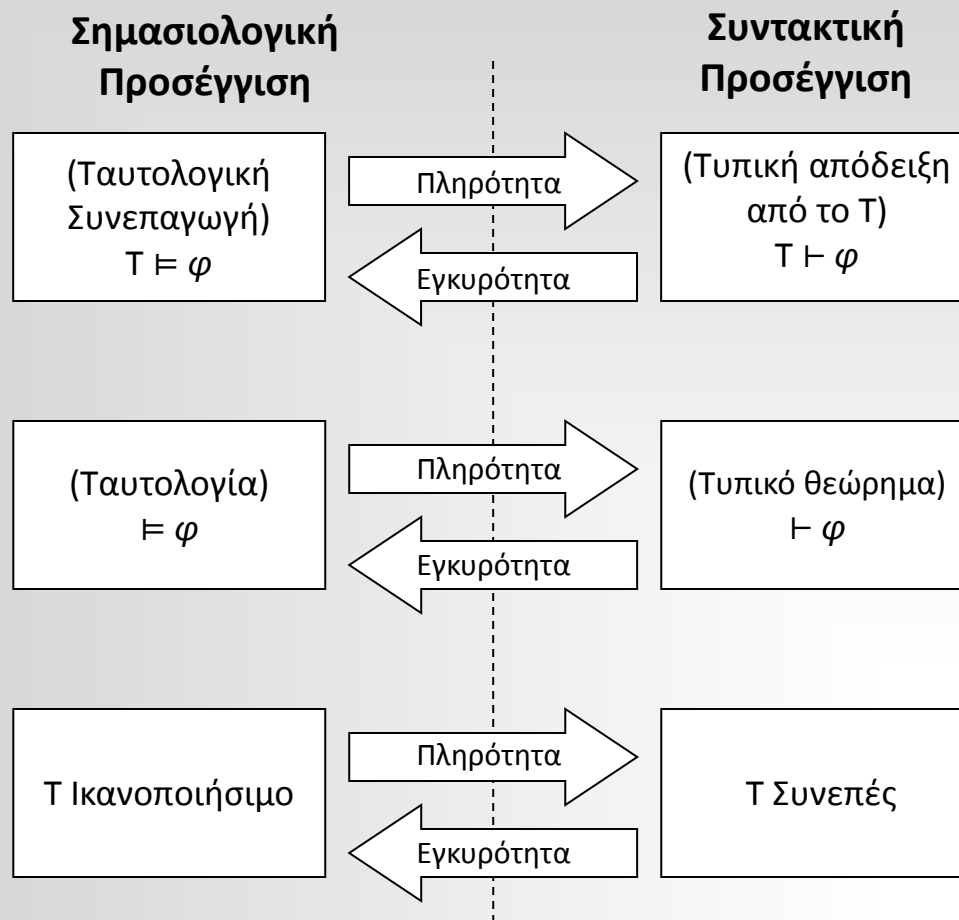 Σημασιολογική
Προσέγγιση
Συντακτική
Προσέγγιση
(Ταυτολογική
Συνεπαγωγή)
Τ ⊨ φ
Πληρότητα
Εγκυρότητα
(Τυπική απόδειξη
από το Τ)
Τ ⊢ φ
(Ταυτολογία)
⊨ φ
Πληρότητα
Εγκυρότητα
(Τυπικό θεώρημα)
⊢ φ
Τ Ικανοποιήσιμο
Πληρότητα
Εγκυρότητα
Τ Συνεπές